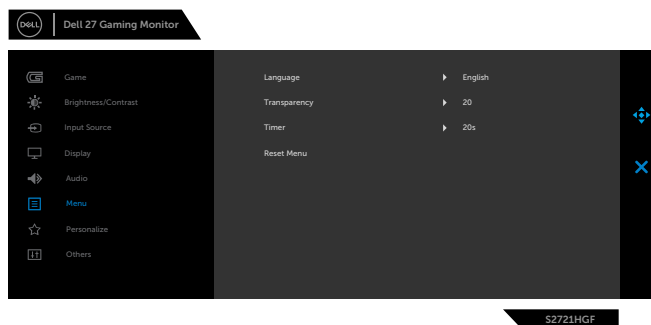 DELL Dell 27 Gaming Monitor
Game
Brightness/Contrast
Input Source
Display
Audio
Menu
Personalize
Others
Language English
Transparency 20
Timer 20s
Reset Menu
S2721HGF